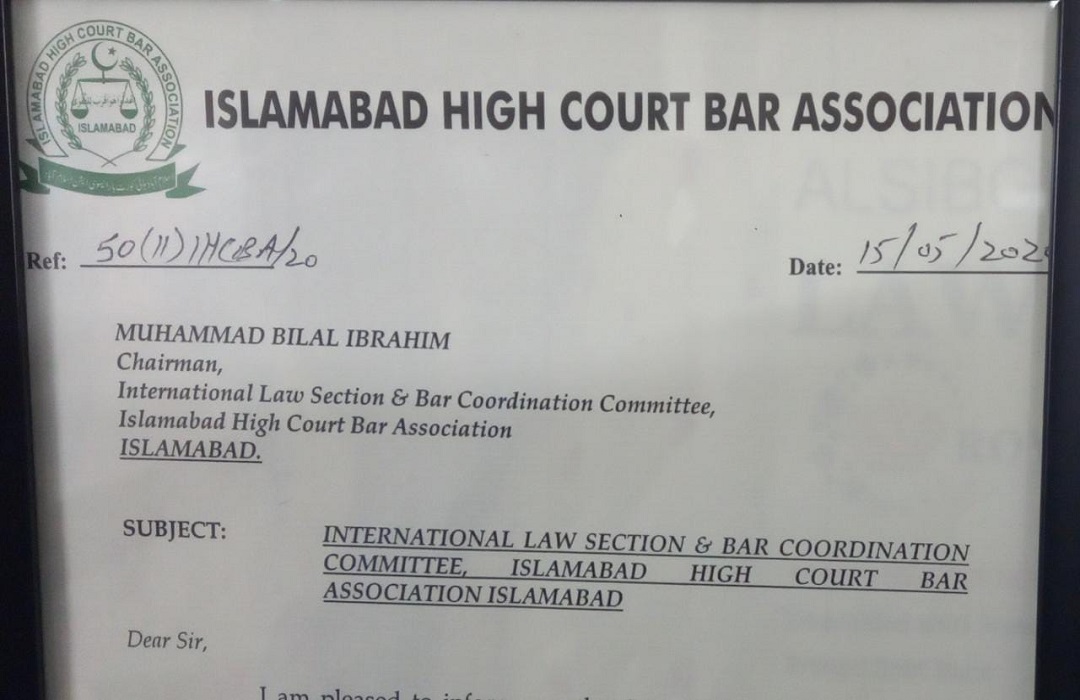 ISLAMABAD HIGH COURT BAR ASSOCIATION
ISLAMABAD
ISLAMABAD HIGH COURT BAR ASSOCIATION
Ref: 50(11)IHCBA/20
Date: 15/05/202
MUHAMMAD BILAL IBRAHIM
Chairman,
International Law Section & Bar Coordination Committee,
Islamabad High Court Bar Association
ISLAMABAD.
SUBJECT: INTERNATIONAL LAW SECTION & BAR COORDINATION
COMMITTEE, ISLAMABAD HIGH COURT BAR
ASSOCIATION ISLAMABAD
Dear Sir,
I am pleased to